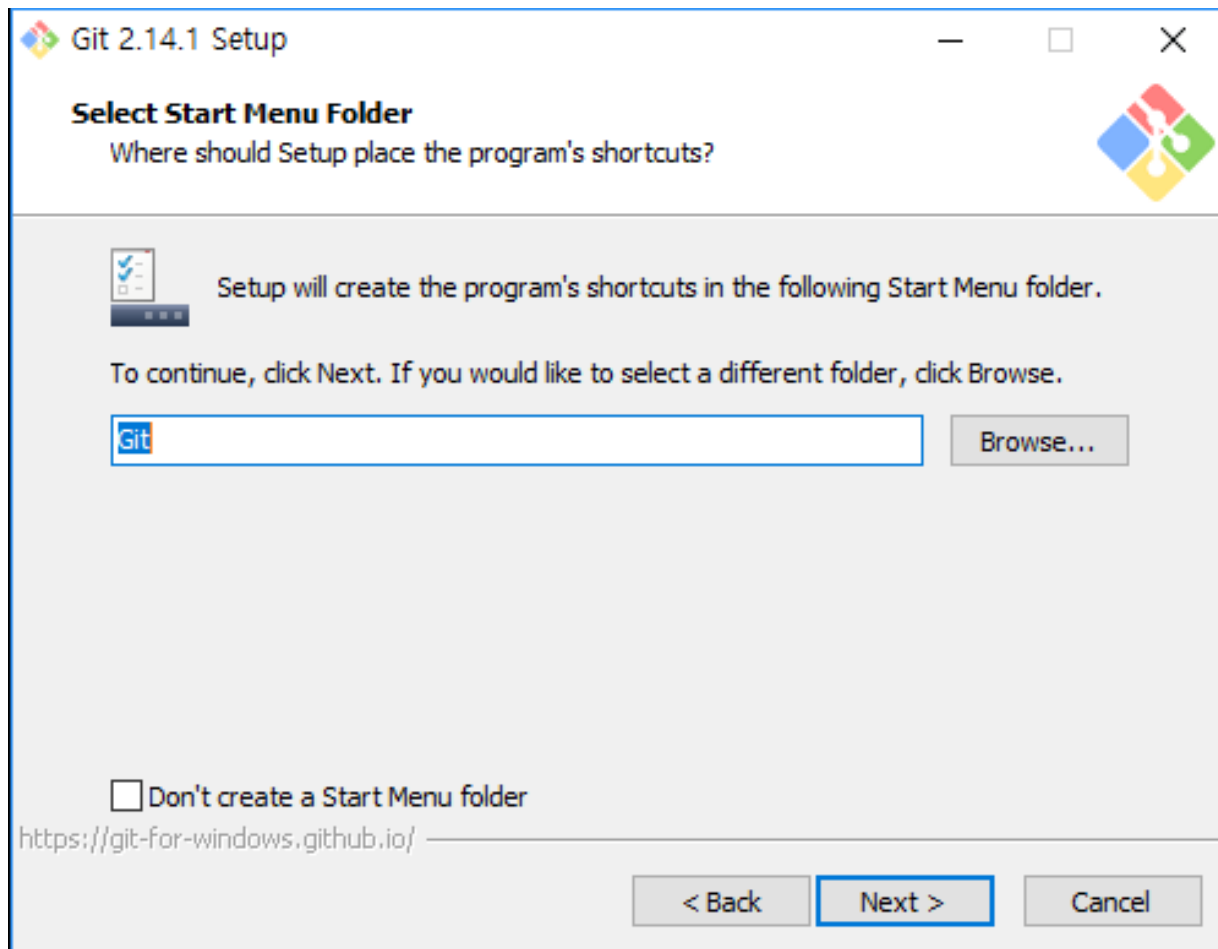 Git 2.14.1 Setup
Select Start Menu Folder
Where should Setup place the program's shortcuts?
Setup will create the program's shortcuts in the following Start Menu folder.
To continue, click Next. If you would like to select a different folder, click Browse.
Git
Browse...
Don't create a Start Menu folder
https://git-for-windows.github.io/
< Back
Next >
Cancel